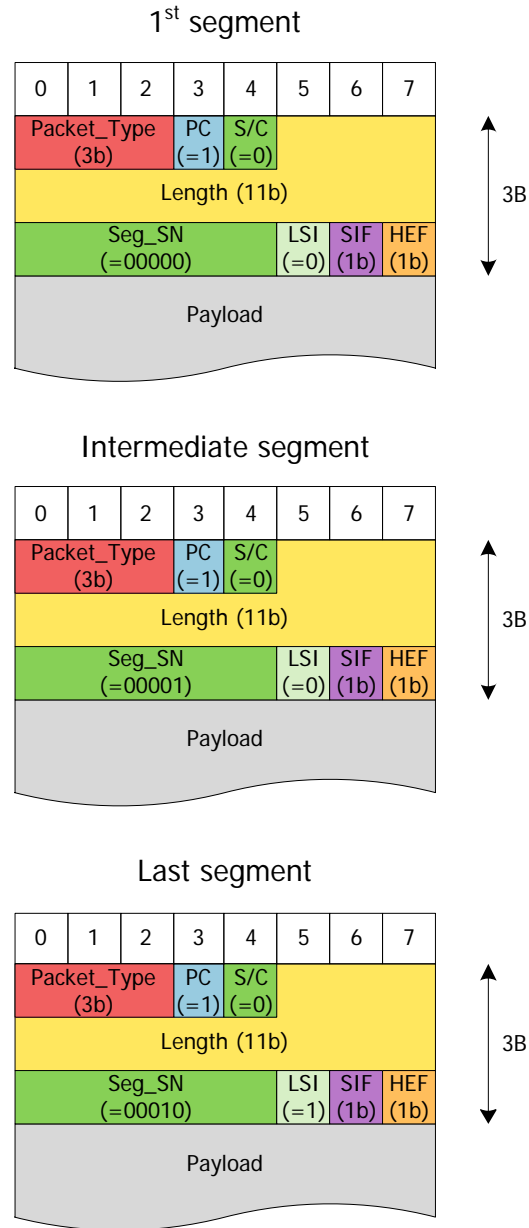 1st segment
0 1 2 3 4 5 6 7
Packet_Type (3b) PC (=1) S/C (=0)
Length (11b)
3B
Seg_SN (=00000) LSI (=0) SIF (1b) HEF (1b)
Payload
Intermediate segment
0 1 2 3 4 5 6 7
Packet_Type (3b) PC (=1) S/C (=0)
Length (11b)
3B
Seg_SN (=00001) LSI (=0) SIF (1b) HEF (1b)
Payload
Last segment
0 1 2 3 4 5 6 7
Packet_Type (3b) PC (=1) S/C (=0)
Length (11b)
3B
Seg_SN (=00010) LSI (=1) SIF (1b) HEF (1b)
Payload